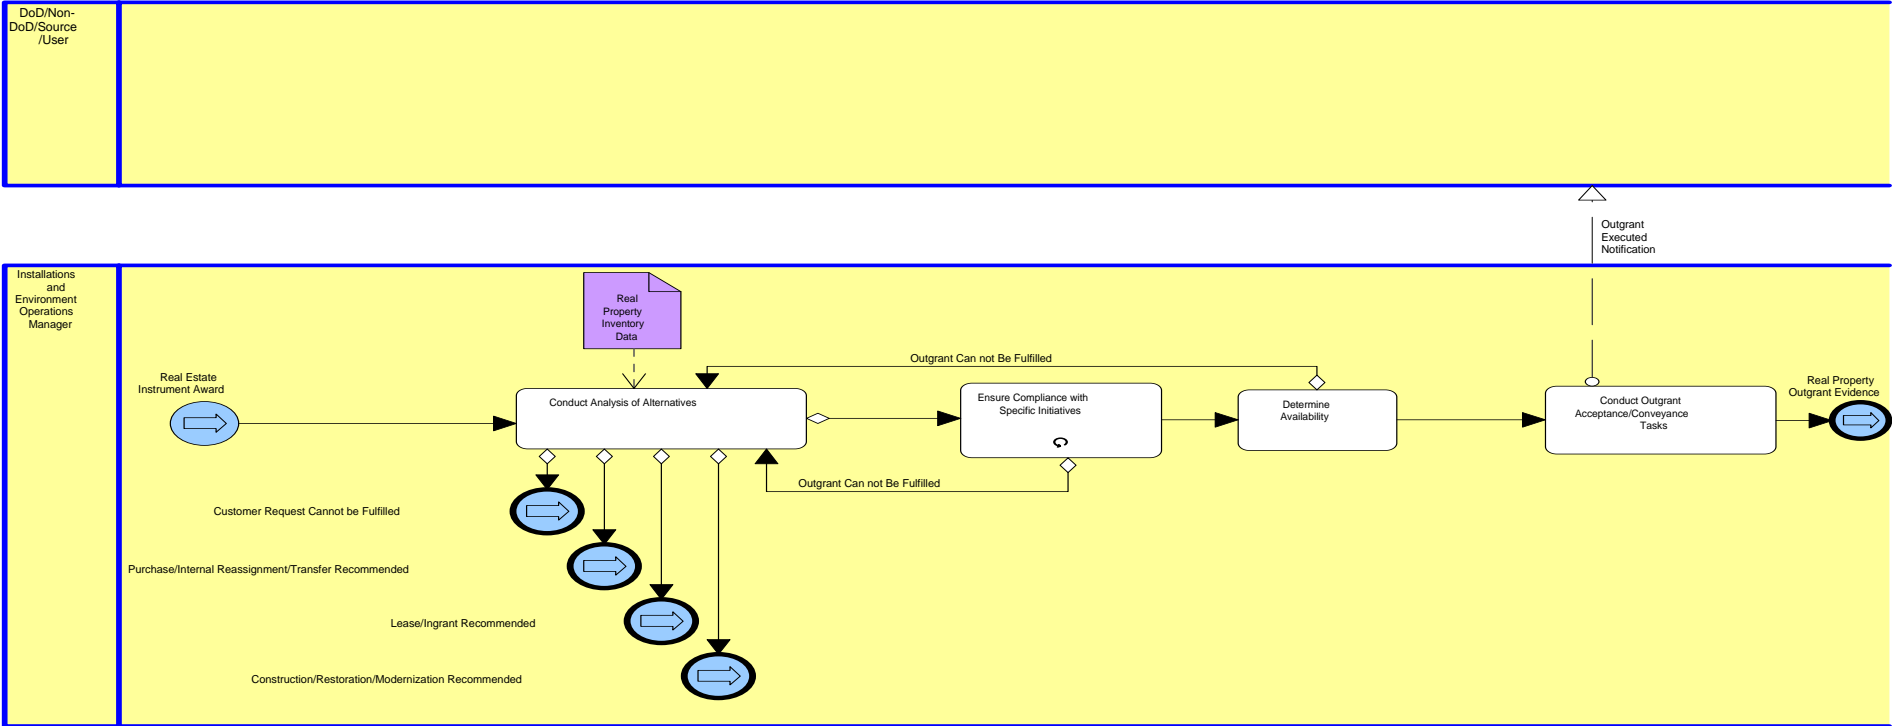 DoD/Non-
DoD/Source
/User
Outgrant
Executed
Notification
Installations
and
Environment
Operations
Manager
Real
Property
Inventory
Data
Outgrant Can not Be Fulfilled
Real Estate
Instrument Award
Conduct Analysis of Alternatives
Ensure Compliance with
Specific Initiatives
Determine
Availability
Conduct Outgrant
Acceptance/Conveyance
Tasks
Real Property
Outgrant Evidence
Outgrant Can not Be Fulfilled
Customer Request Cannot be Fulfilled
Purchase/Internal Reassignment/Transfer Recommended
Lease/Ingrant Recommended
Construction/Restoration/Modernization Recommended